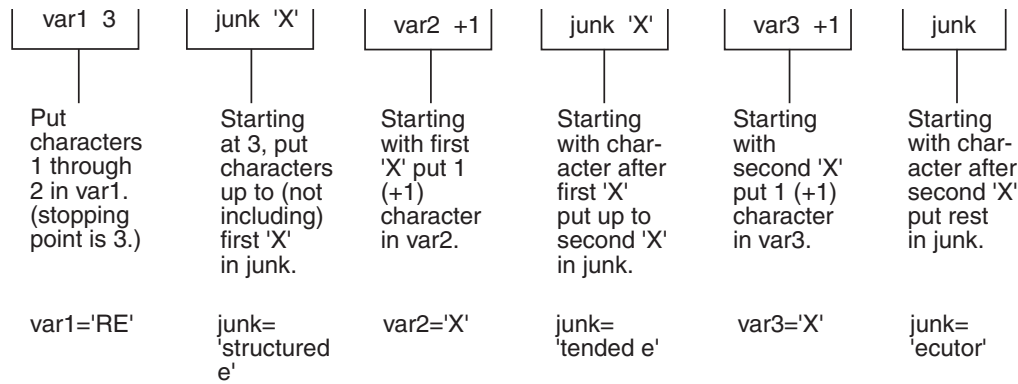 var1 3
junk 'X'
var2 +1
junk 'X'
var3 +1
junk
Put
characters
1 through
2 in var1.
(stopping
point is 3.)
Starting
at 3, put
characters
up to (not
including)
first 'X'
in junk.
Starting
with first
'X' put 1
(+1)
character
in var2.
Starting
with char-
acter after
first 'X'
put up to
second 'X'
in junk.
Starting
with
second 'X'
put 1 (+1)
character
in var3.
Starting
with char-
acter after
second 'X'
put rest
in junk.
var1='RE'
junk=
'structured
e'
var2='X'
junk=
'tended e'
var3='X'
junk=
'ecutor'